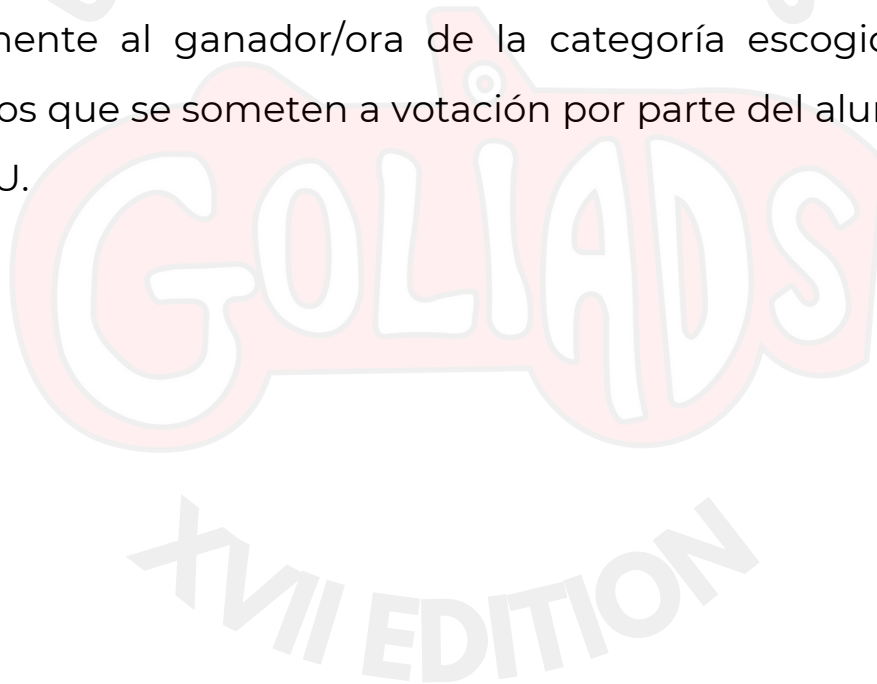 mente al ganador/ora de la categoría escogid
os que se someten a votación por parte del alum
U.
GOLIADS
XVII EDITION